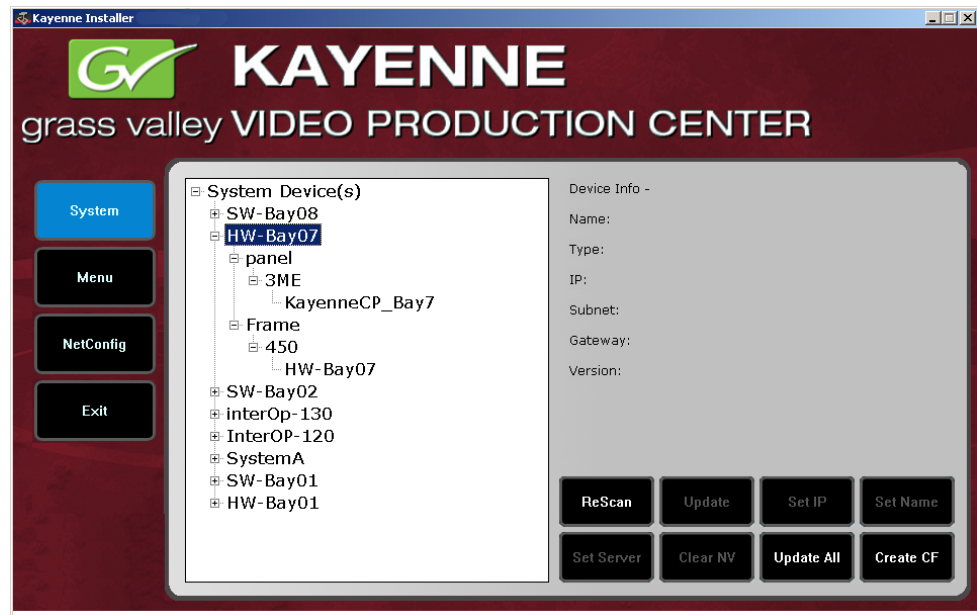 Kayenne Installer
GV KAYENNE
grass valley VIDEO PRODUCTION CENTER
System
Menu
NetConfig
Exit
System Device(s)
SW-Bay08
HW-Bay07
panel
3ME
KayenneCP_Bay7
Frame
450
HW-Bay07
SW-Bay02
interOp-130
InterOP-120
SystemA
SW-Bay01
HW-Bay01
Device Info -
Name:
Type:
IP:
Subnet:
Gateway:
Version:
ReScan Update Set IP Set Name
Set Server Clear NV Update All Create CF